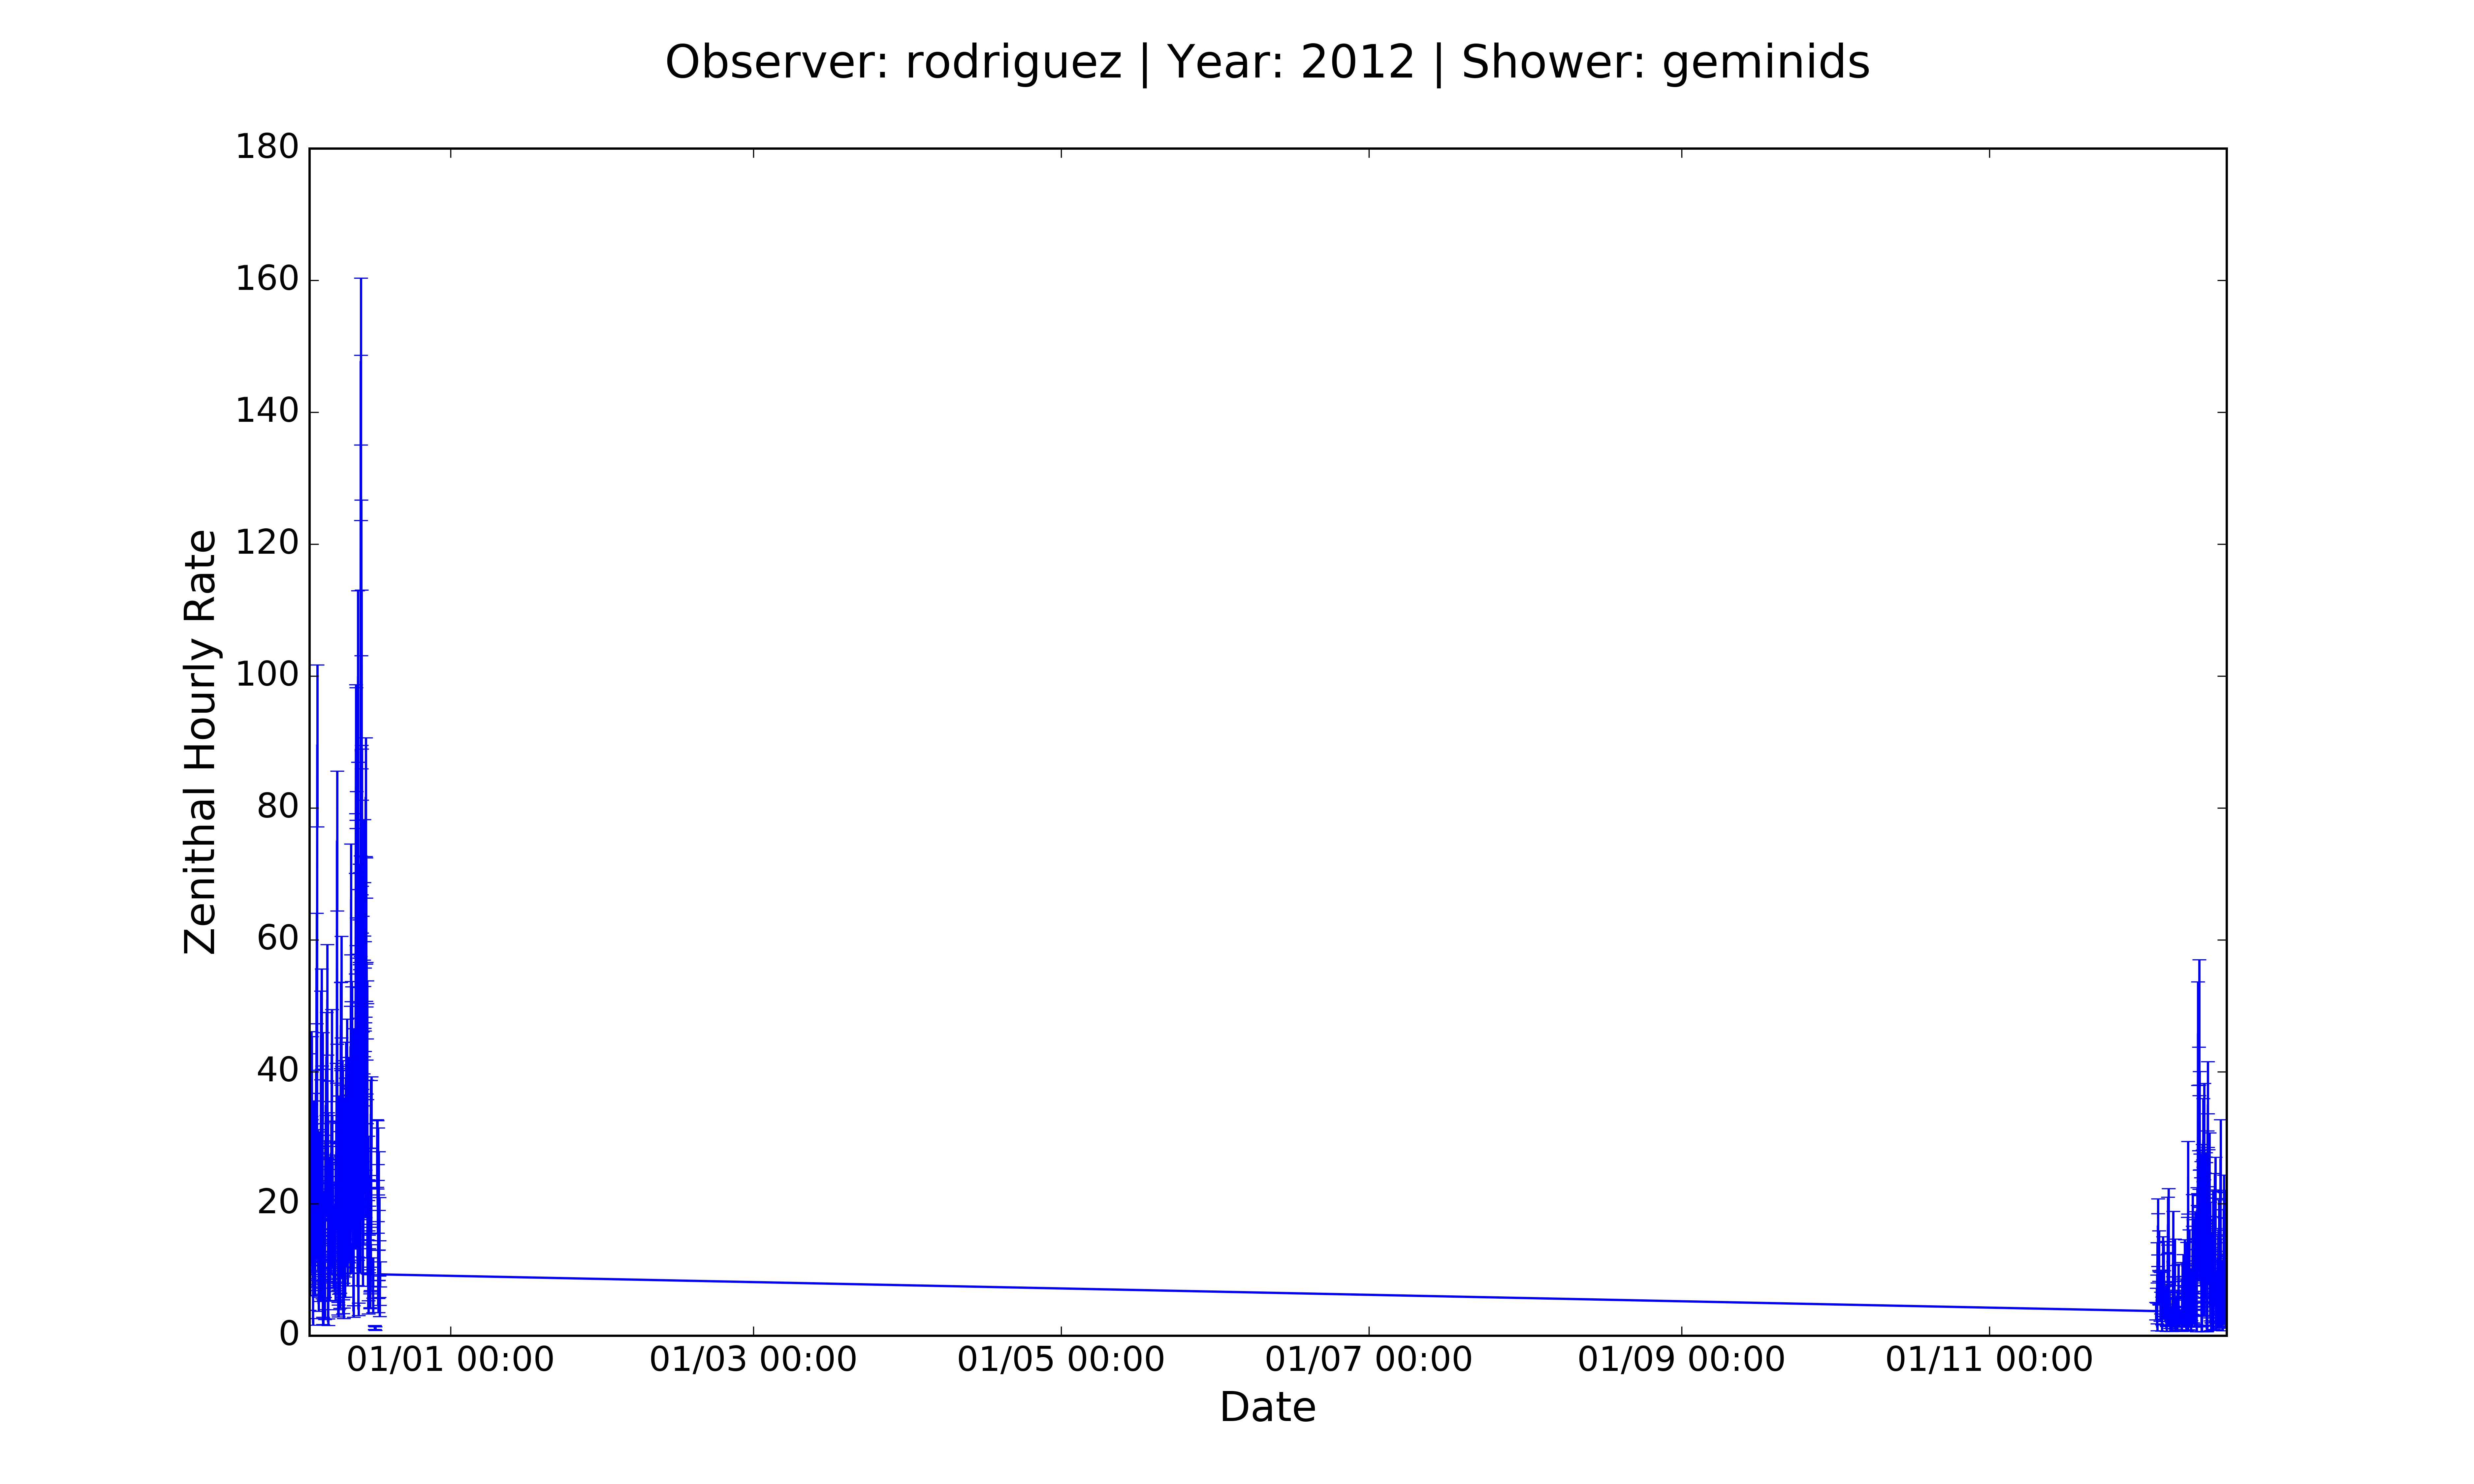 Observer: rodriguez | Year: 2012 | Shower: geminids
180
160
140
120
100
80
60
40
20
0
Zenithal Hourly Rate
01/01 00:00 01/03 00:00 01/05 00:00 01/07 00:00 01/09 00:00 01/11 00:00
Date